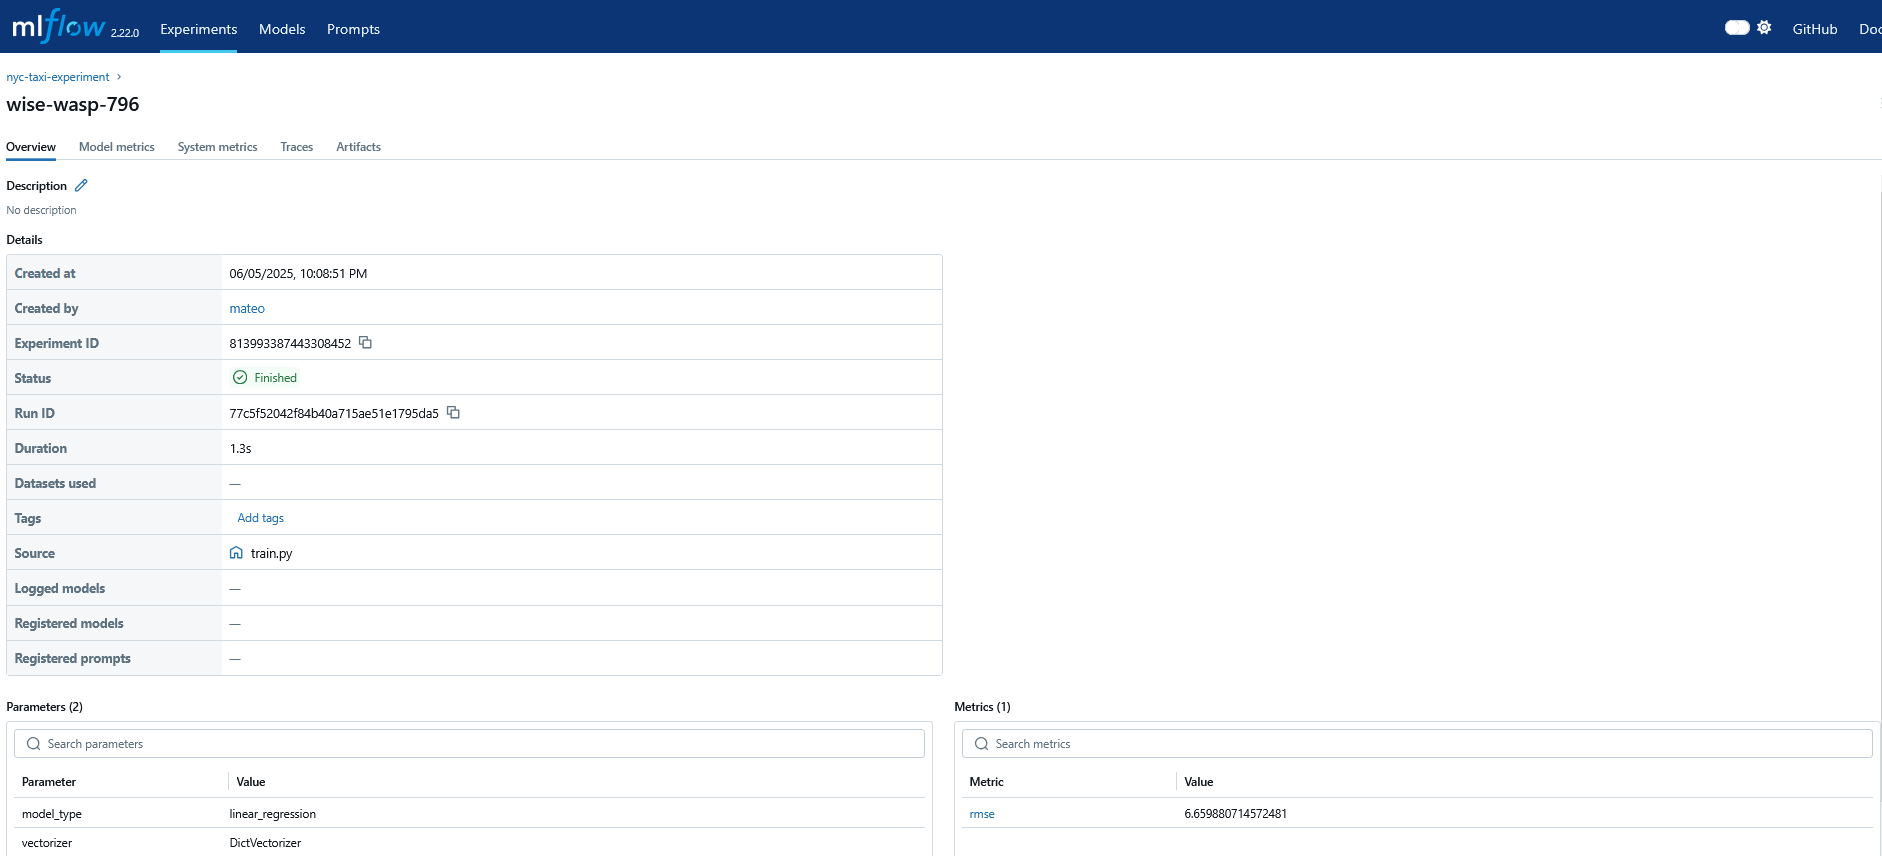 mlflow 2.22.0 Experiments Models Prompts GitHub Doc
nyc-taxi-experiment
wise-wasp-796
Overview Model metrics System metrics Traces Artifacts
Description
No description
Details
Created at 06/05/2025, 10:08:51 PM
Created by mateo
Experiment ID 813993387443308452
Status Finished
Run ID 77c5f52042f84b40a715ae51e1795da5
Duration 1.3s
Datasets used —
Tags Add tags
Source train.py
Logged models —
Registered models —
Registered prompts —
Parameters (2)
Search parameters
Parameter Value
model_type linear_regression
vectorizer DictVectorizer
Metrics (1)
Search metrics
Metric Value
rmse 6.659880714572481